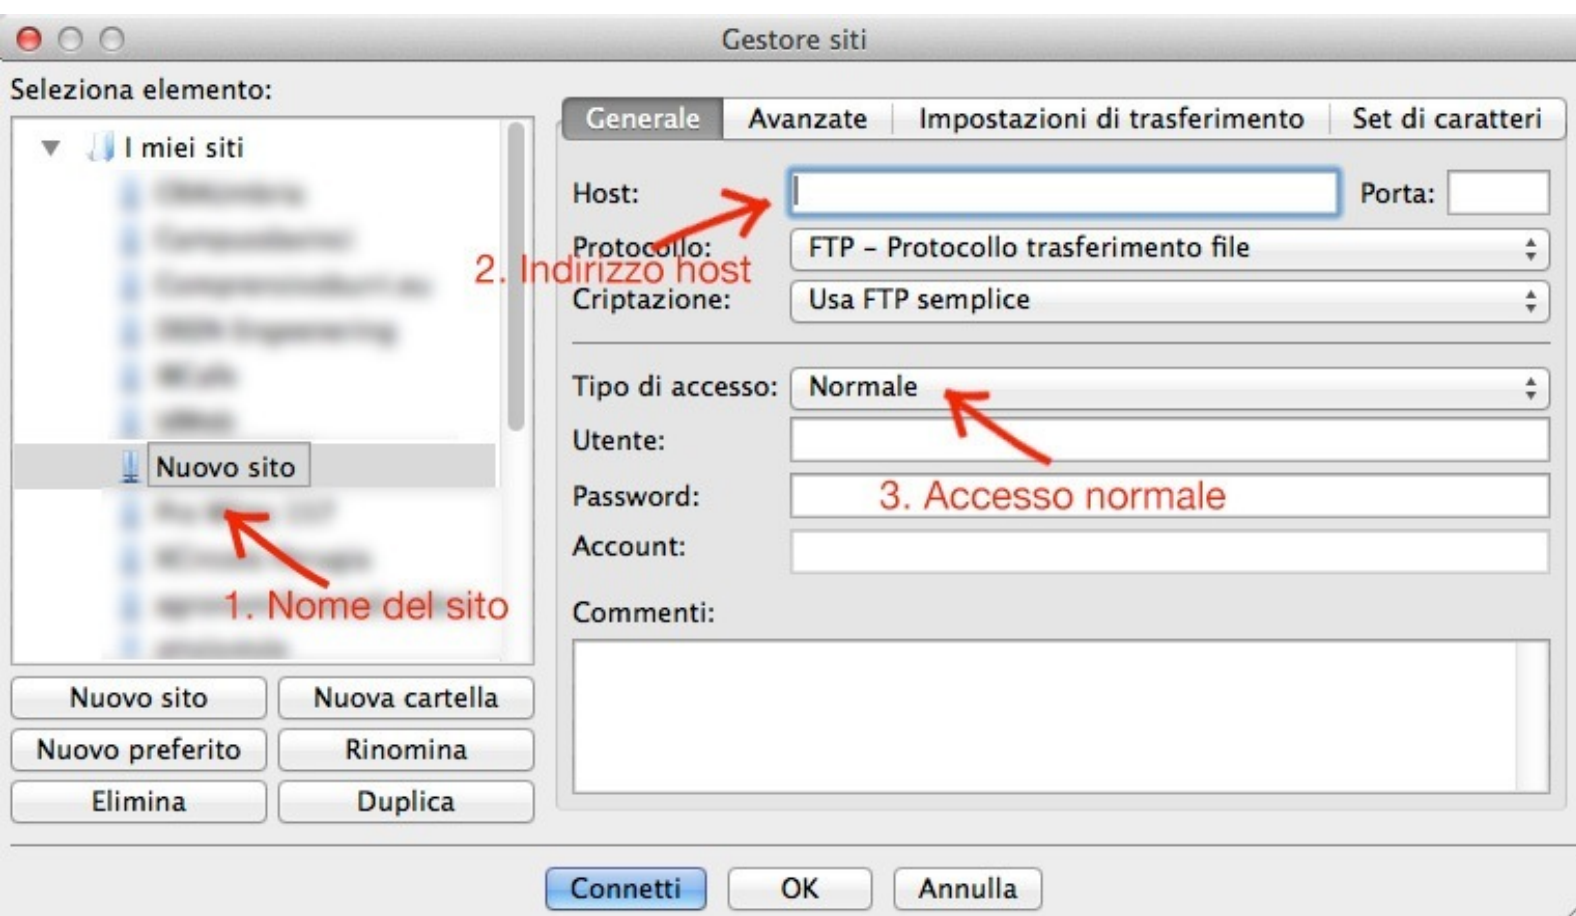 Gestore siti
Seleziona elemento:
I miei siti
Nuovo sito
1. Nome del sito
Nuovo sito
Nuova cartella
Nuovo preferito
Rinomina
Elimina
Duplica
Generale
Avanzate
Impostazioni di trasferimento
Set di caratteri
Host:
Porta:
2. Indirizzo host
Protocollo:
FTP – Protocollo trasferimento file
Criptazione:
Usa FTP semplice
Tipo di accesso:
Normale
Utente:
Password:
3. Accesso normale
Account:
Commenti:
Connetti
OK
Annulla